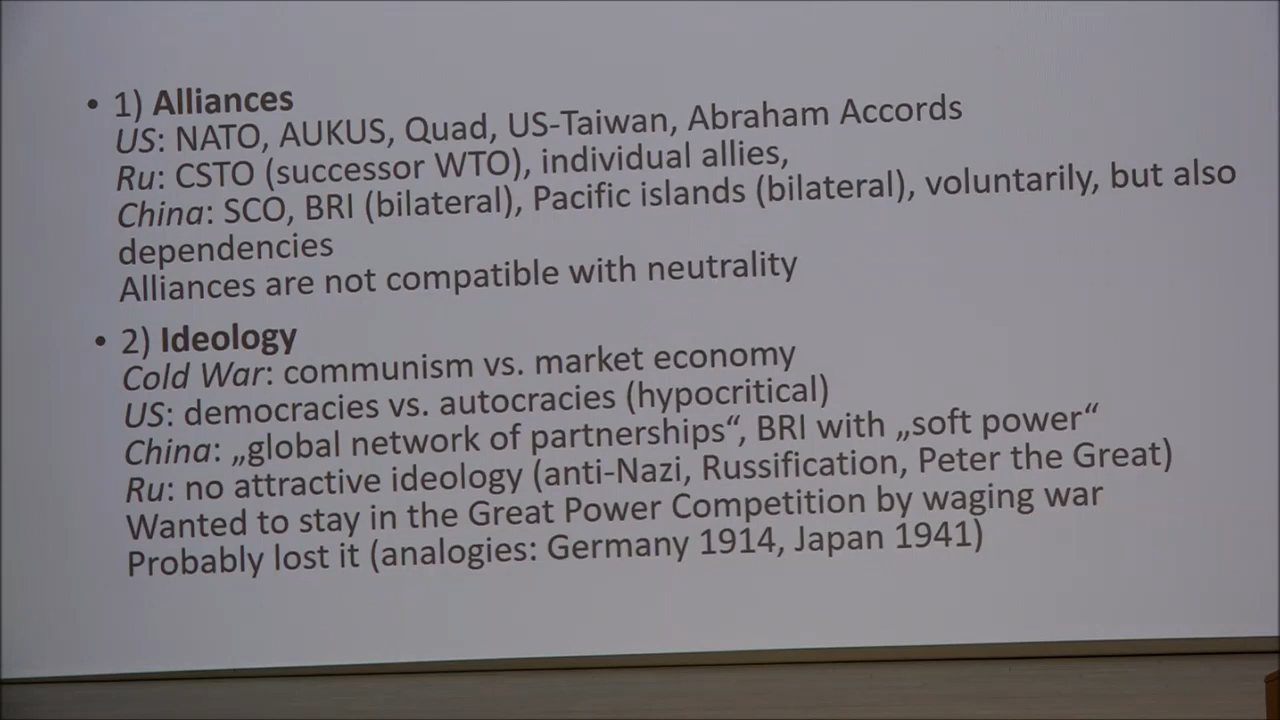 • 1) Alliances
US: NATO, AUKUS, Quad, US-Taiwan, Abraham Accords
Ru: CSTO (successor WTO), individual allies,
China: SCO, BRI (bilateral), Pacific islands (bilateral), voluntarily, but also
dependencies
Alliances are not compatible with neutrality
• 2) Ideology
Cold War: communism vs. market economy
US: democracies vs. autocracies (hypocritical)
China: „global network of partnerships“, BRI with „soft power“
Ru: no attractive ideology (anti-Nazi, Russification, Peter the Great)
Wanted to stay in the Great Power Competition by waging war
Probably lost it (analogies: Germany 1914, Japan 1941)